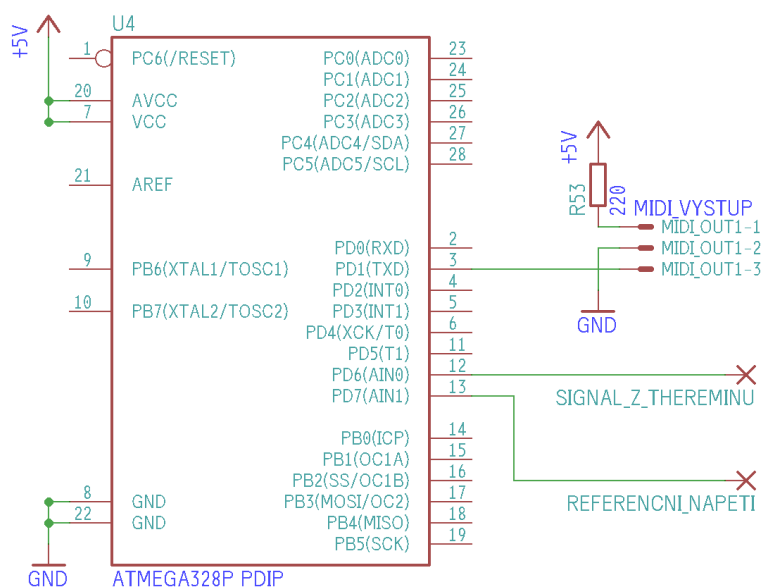 U4
+5V
1 PC6(/RESET)
20 AVCC
7 VCC
21 AREF
9 PB6(XTAL1/TOSC1)
10 PB7(XTAL2/TOSC2)
8 GND
22 GND
GND
ATMEGA328P PDIP
PC0(ADC0) 23
PC1(ADC1) 24
PC2(ADC2) 25
PC3(ADC3) 26
PC4(ADC4/SDA) 27
PC5(ADC5/SCL) 28
PD0(RXD) 2
PD1(TXD) 3
PD2(INT0) 4
PD3(INT1) 5
PD4(XCK/T0) 6
PD5(T1) 11
PD6(AIN0) 12
PD7(AIN1) 13
PB0(ICP) 14
PB1(OC1A) 15
PB2(SS/OC1B) 16
PB3(MOSI/OC2) 17
PB4(MISO) 18
PB5(SCK) 19
+5V
R53
220
MIDI_VYSTUP
MIDI_OUT1-1
MIDI_OUT1-2
MIDI_OUT1-3
GND
SIGNAL_Z_THEREMINU
REFERENCNI_NAPETI